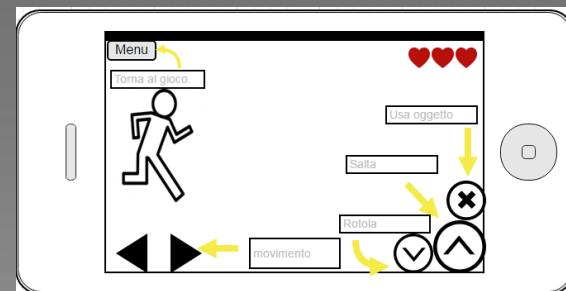 Menu
Torna al gioco.
Usa oggetto
Salta
Rotola
movimento